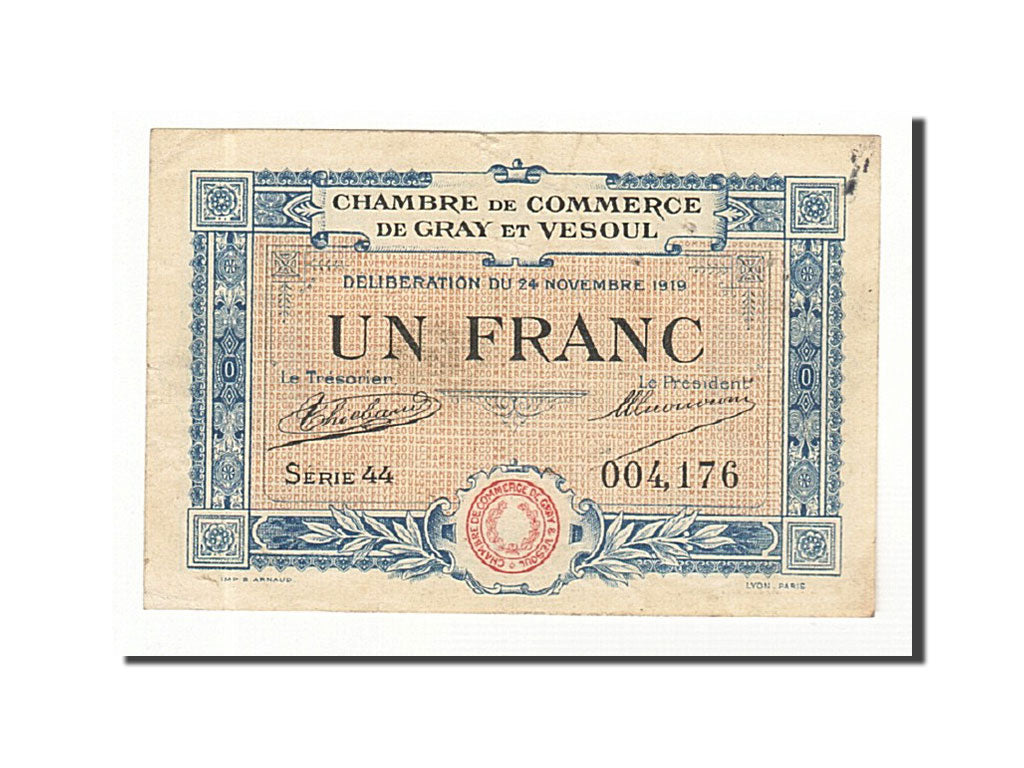 CHAMBRE DE COMMERCE
DE GRAY ET VESOUL
DELIBERATION DU 24 NOVEMBRE 1919
UN FRANC
Le Trésorier,
Le Président
SÉRIE 44
004,176
CHAMBRE DE COMMERCE DE GRAY & VESOUL
IMP. B. ARNAUD
LYON, PARIS